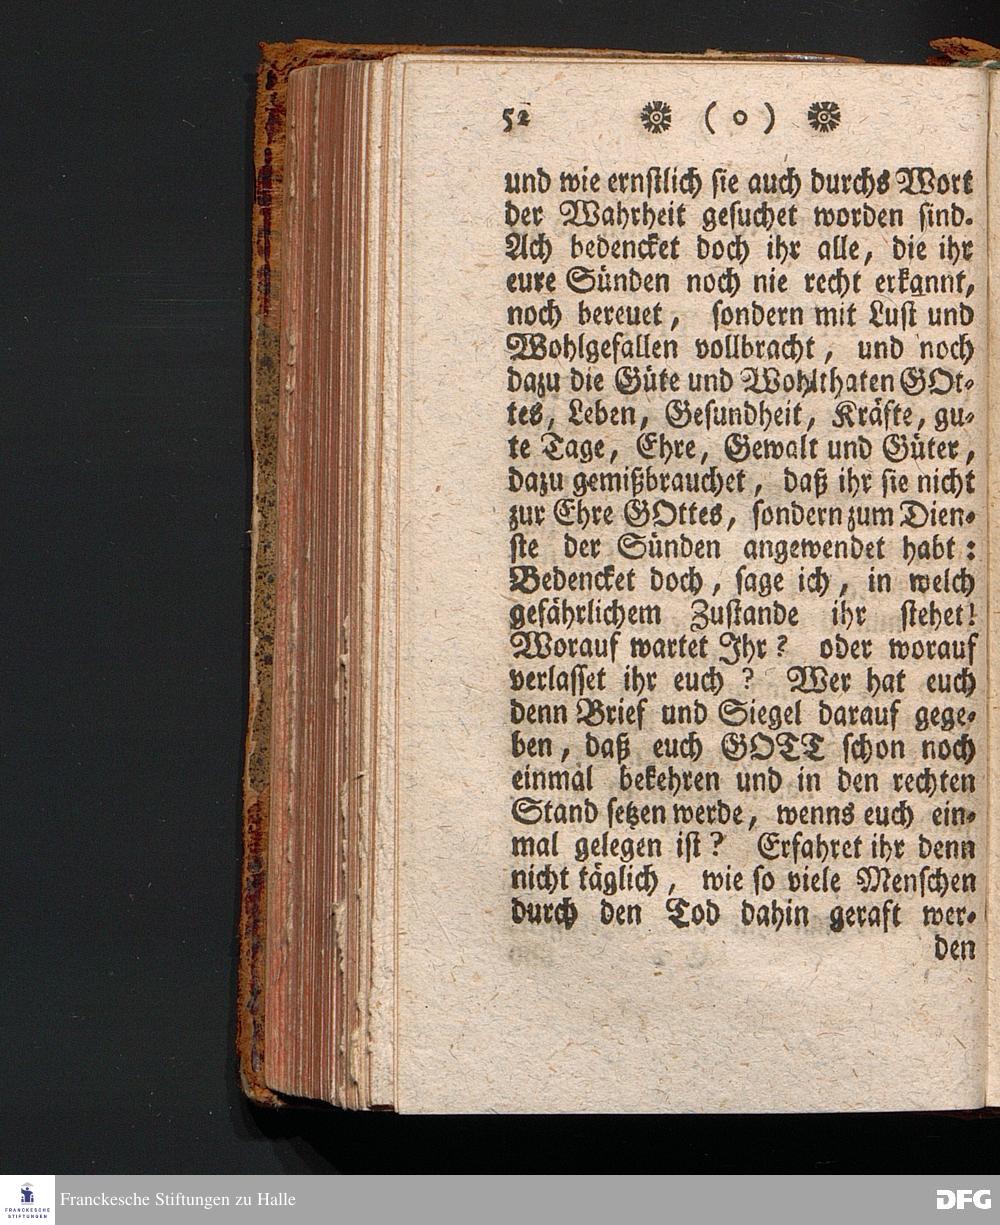 52 ( o )
und wie ernstlich sie auch durchs Wort
der Wahrheit gesuchet worden sind.
Ach bedencket doch ihr alle, die ihr
eure Sünden noch nie recht erkannt,
noch bereuet, sondern mit Lust und
Wohlgefallen vollbracht, und noch
dazu die Güte und Wohlthaten GOt-
tes, Leben, Gesundheit, Kräfte, gu-
te Tage, Ehre, Gewalt und Güter,
dazu gemißbrauchet, daß ihr sie nicht
zur Ehre GOttes, sondern zum Dien-
ste der Sünden angewendet habt:
Bedencket doch, sage ich, in welch
gefährlichem Zustande ihr stehet!
Worauf wartet Ihr? oder worauf
verlasset ihr euch? Wer hat euch
denn Brief und Siegel darauf gege-
ben, daß euch GOTT schon noch
einmal bekehren und in den rechten
Stand setzen werde, wenns euch ein-
mal gelegen ist? Erfahret ihr denn
nicht täglich, wie so viele Menschen
durch den Tod dahin geraft wer-
den
FRANCKESCHE
STIFTUNGEN
Franckesche Stiftungen zu Halle
DFG